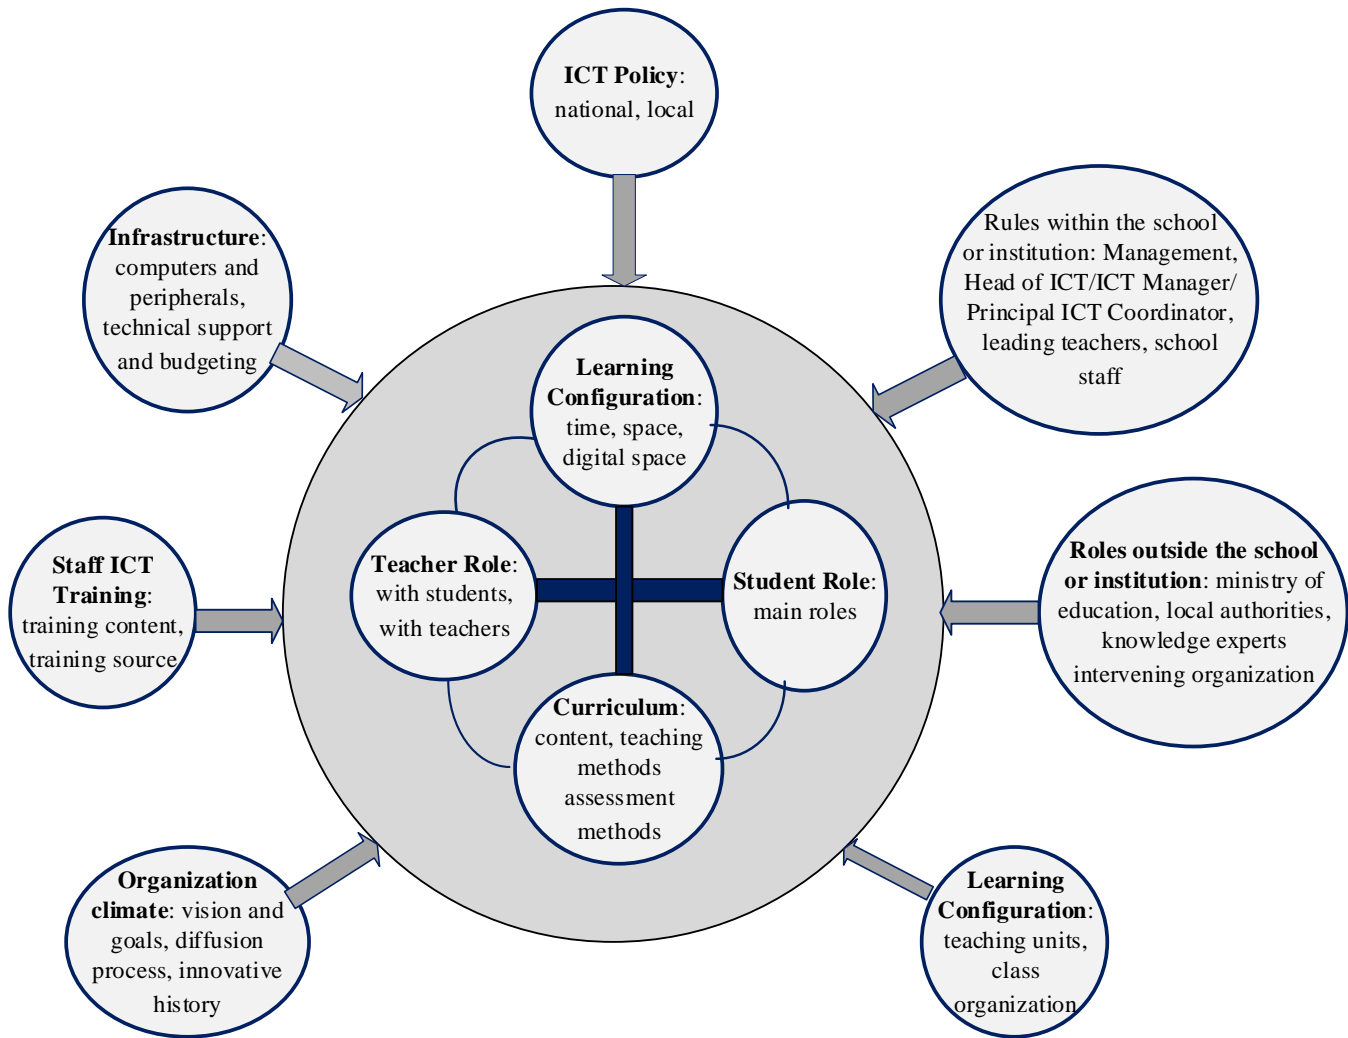 ICT Policy:
national, local
Infrastructure:
computers and
peripherals,
technical support
and budgeting
Rules within the school
or institution: Management,
Head of ICT/ICT Manager/
Principal ICT Coordinator,
leading teachers, school
staff
Learning
Configuration:
time, space,
digital space
Teacher Role:
with students,
with teachers
Student Role:
main roles
Curriculum:
content, teaching
methods
assessment
methods
Staff ICT
Training:
training content,
training source
Roles outside the school
or institution: ministry of
education, local authorities,
knowledge experts
intervening organization
Organization
climate: vision and
goals, diffusion
process, innovative
history
Learning
Configuration:
teaching units,
class
organization